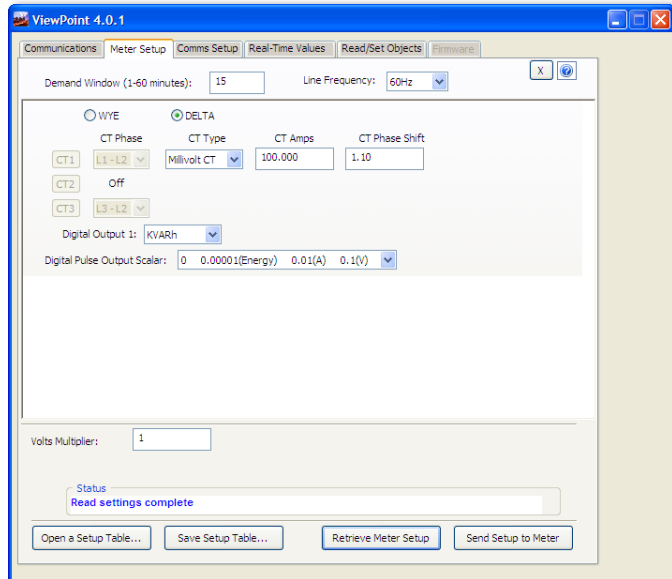 ViewPoint 4.0.1
Communications Meter Setup Comms Setup Real-Time Values Read/Set Objects Firmware
X ?
Demand Window (1-60 minutes): 15 Line Frequency: 60Hz
WYE DELTA
CT Phase CT Type CT Amps CT Phase Shift
CT1 L1-L2 Millivolt CT 100.000 1.10
CT2 Off
CT3 L3-L2
Digital Output 1: KVARh
Digital Pulse Output Scalar: 0 0.00001(Energy) 0.01(A) 0.1(V)
Volts Multiplier: 1
Status
Read settings complete
Open a Setup Table... Save Setup Table... Retrieve Meter Setup Send Setup to Meter